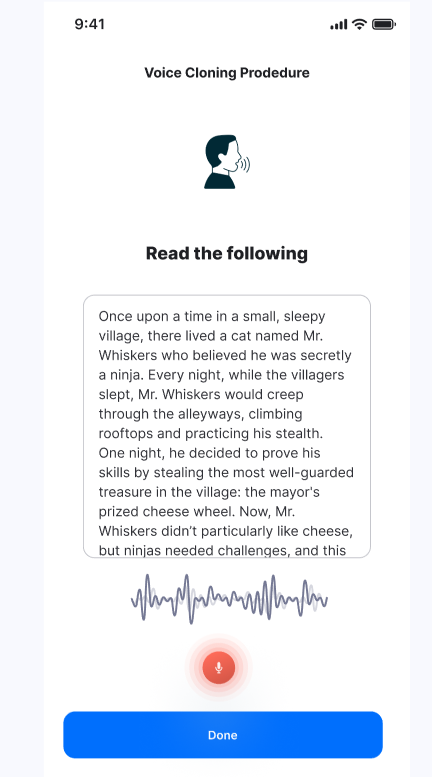 9:41
Voice Cloning Prodedure
Read the following
Once upon a time in a small, sleepy
village, there lived a cat named Mr.
Whiskers who believed he was secretly
a ninja. Every night, while the villagers
slept, Mr. Whiskers would creep
through the alleyways, climbing
rooftops and practicing his stealth.
One night, he decided to prove his
skills by stealing the most well-guarded
treasure in the village: the mayor's
prized cheese wheel. Now, Mr.
Whiskers didn't particularly like cheese,
but ninjas needed challenges, and this
Done